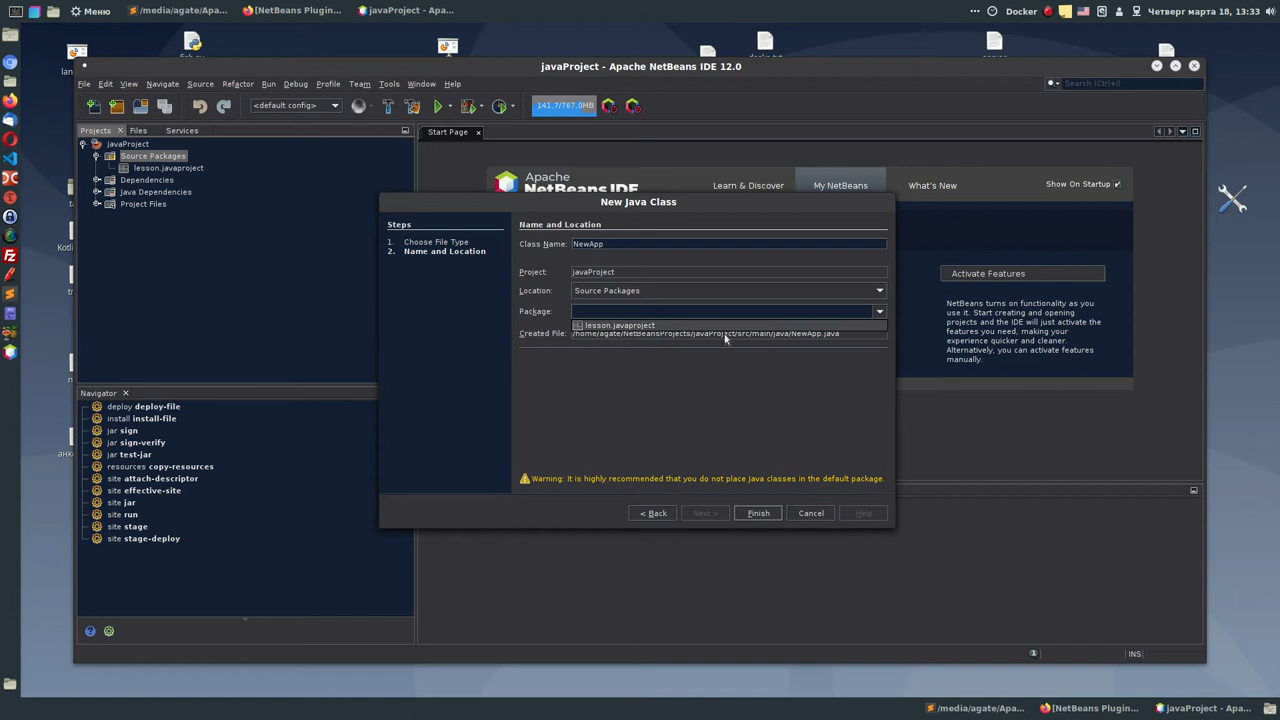 Меню
/media/agate/Apa...
[NetBeans Plugin...
javaProject - Apa...
Docker
Четверг марта 18, 13:33
javaProject - Apache NetBeans IDE 12.0
File Edit View Navigate Source Refactor Run Debug Profile Team Tools Window Help
Search (Ctrl+I)
<default config>
141,7/767,0MB
Projects
Files
Services
Start Page
javaProject
Source Packages
lesson.javaproject
Dependencies
Java Dependencies
Project Files
Apache
NetBeans IDE
Learn & Discover
My NetBeans
What's New
Show On Startup
Activate Features
NetBeans turns on functionality as you
use it. Start creating and opening
projects and the IDE will just activate
the features you need, making your
experience quicker and cleaner.
Alternatively, you can activate features
manually.
New Java Class
Steps
1. Choose File Type
2. Name and Location
Name and Location
Class Name: NewApp
Project: javaProject
Location: Source Packages
Package:
lesson.javaproject
Created File: /home/agate/NetBeansProjects/javaProject/src/main/java/NewApp.java
Warning: It is highly recommended that you do not place Java classes in the default package.
< Back
Next >
Finish
Cancel
Help
Navigator
deploy deploy-file
install install-file
jar sign
jar sign-verify
jar test-jar
resources copy-resources
site attach-descriptor
site effective-site
site jar
site run
site stage
site stage-deploy
1
INS
/media/agate/Apa...
[NetBeans Plugin...
javaProject - Apa...